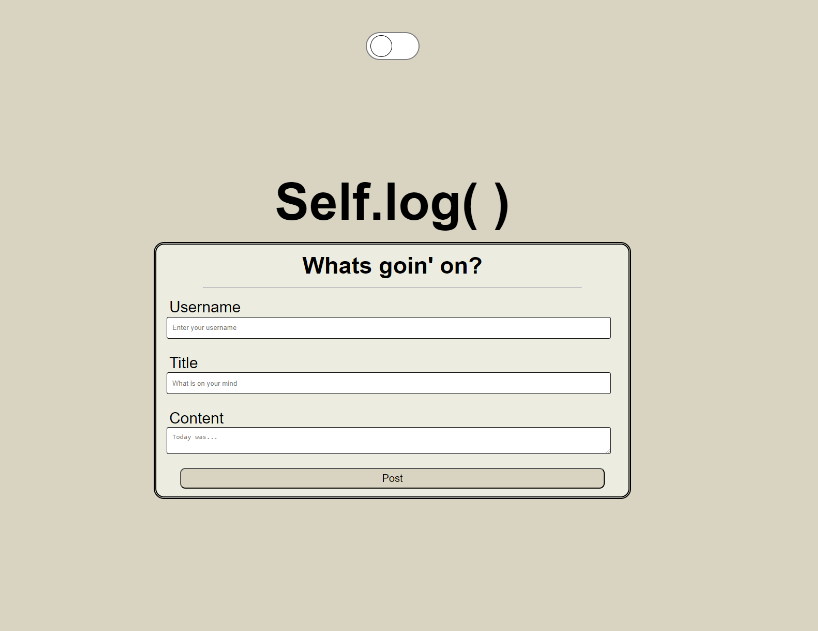 Self.log( )
Whats goin' on?
Username
Enter your username
Title
What is on your mind
Content
Today was...
Post